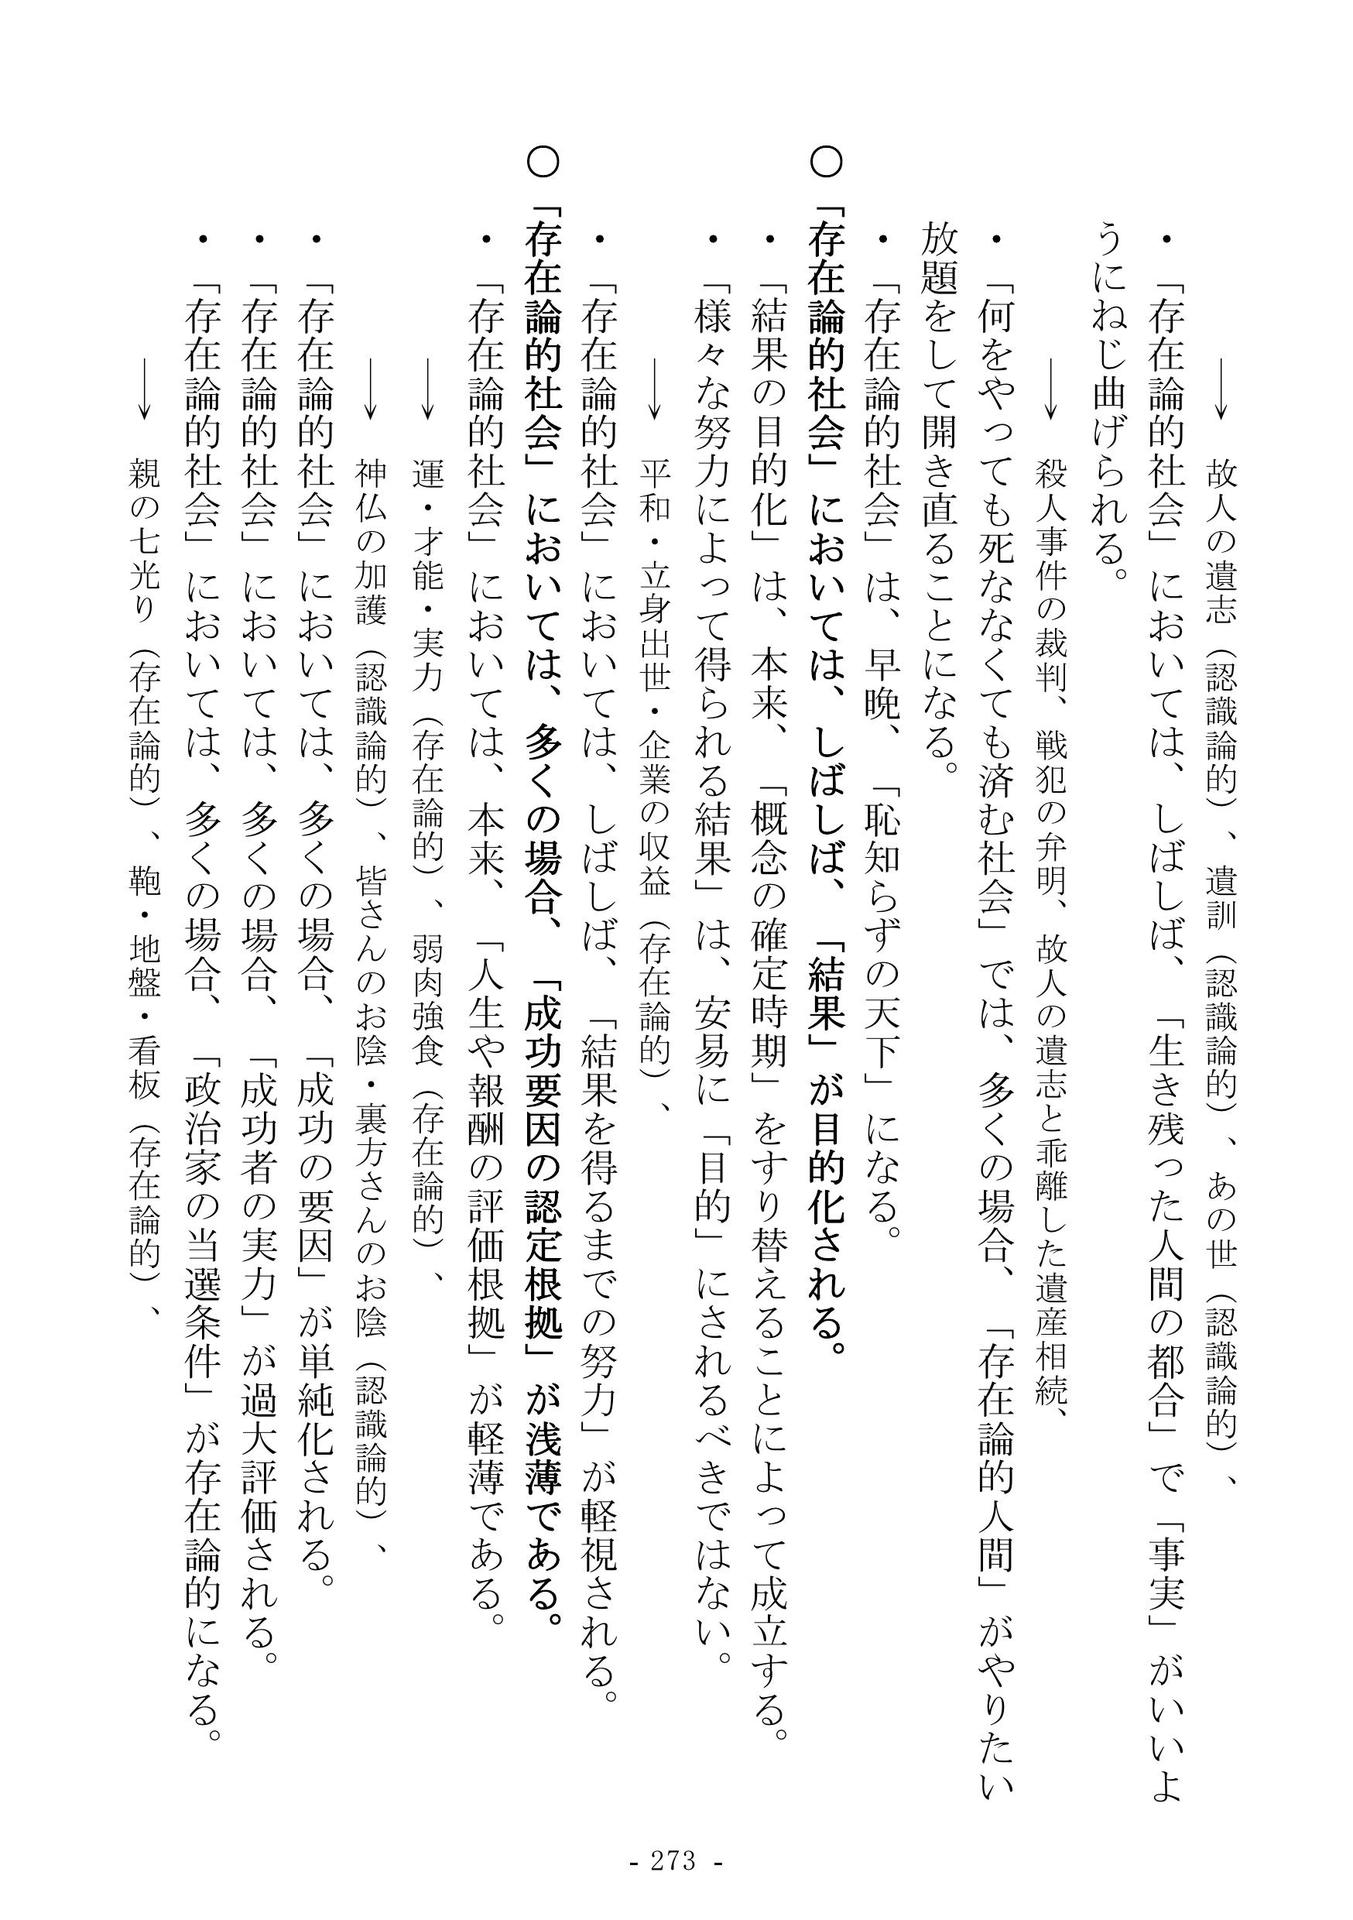 → 故人の遺志（認識論的）、遺訓（認識論的）、あの世（認識論的）、
・「存在論的社会」においては、しばしば、「生き残った人間の都合」で「事実」がいいよ
うにねじ曲げられる。
→ 殺人事件の裁判、戦犯の弁明、故人の遺志と乖離した遺産相続、
・「何をやっても死ななくても済む社会」では、多くの場合、「存在論的人間」がやりたい
放題をして開き直ることになる。
・「存在論的社会」は、早晩、「恥知らずの天下」になる。
○「存在論的社会」においては、しばしば、「結果」が目的化される。
・「結果の目的化」は、本来、「概念の確定時期」をすり替えることによって成立する。
・「様々な努力によって得られる結果」は、安易に「目的」にされるべきではない。
→ 平和・立身出世・企業の収益（存在論的）、
・「存在論的社会」においては、しばしば、「結果を得るまでの努力」が軽視される。
○「存在論的社会」においては、多くの場合、「成功要因の認定根拠」が浅薄である。
・「存在論的社会」においては、本来、「人生や報酬の評価根拠」が軽薄である。
→ 運・才能・実力（存在論的）、弱肉強食（存在論的）、
→ 神仏の加護（認識論的）、皆さんのお陰・裏方さんのお陰（認識論的）、
・「存在論的社会」においては、多くの場合、「成功の要因」が単純化される。
・「存在論的社会」においては、多くの場合、「成功者の実力」が過大評価される。
・「存在論的社会」においては、多くの場合、「政治家の当選条件」が存在論的になる。
→ 親の七光り（存在論的）、鞄・地盤・看板（存在論的）、
- 273 -